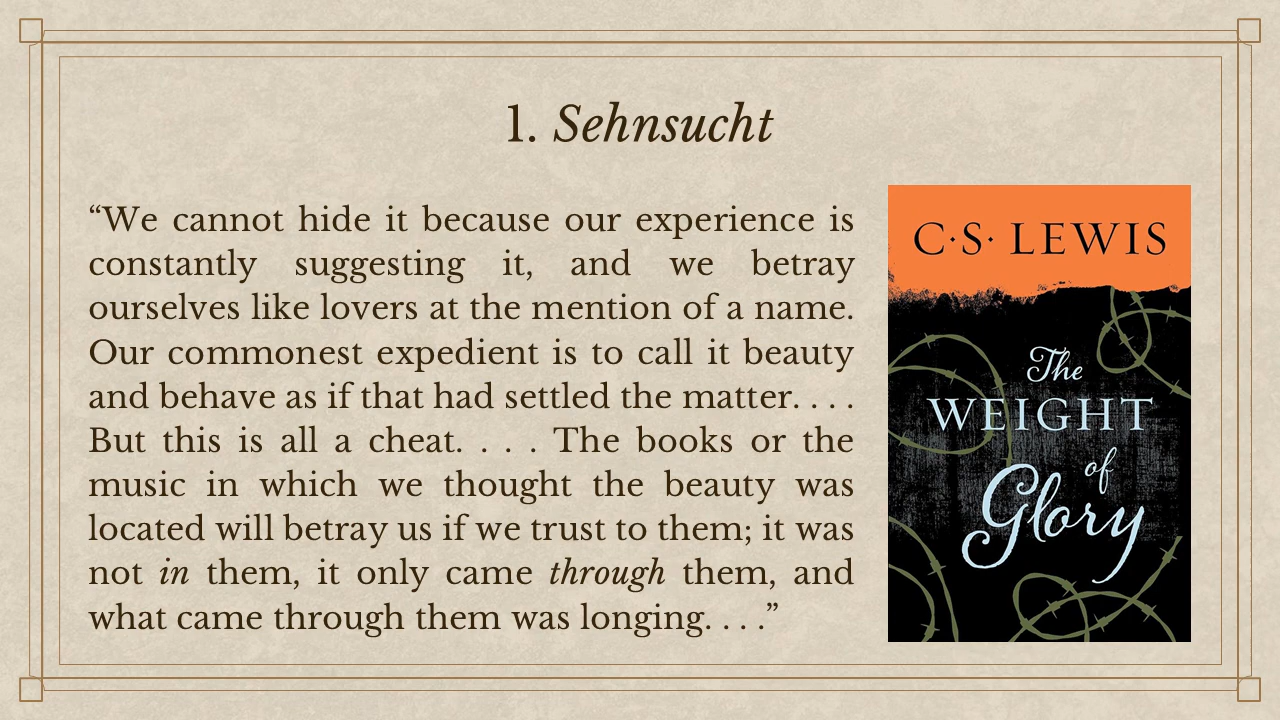 1. Sehnsucht
“We cannot hide it because our experience is
constantly suggesting it, and we betray
ourselves like lovers at the mention of a name.
Our commonest expedient is to call it beauty
and behave as if that had settled the matter. . . .
But this is all a cheat. . . . The books or the
music in which we thought the beauty was
located will betray us if we trust to them; it was
not in them, it only came through them, and
what came through them was longing. . . .”
C·S· LEWIS
The
WEIGHT
of
Glory